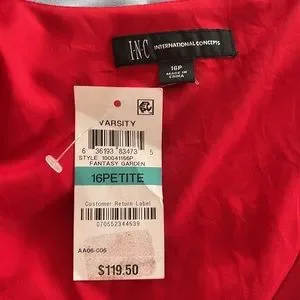 I·N·C INTERNATIONAL CONCEPTS
16P
MADE IN
CHINA
VARSITY
6 36193 83473 5
STYLE 100041166P
FANTASY GARDEN
16PETITE
Customer Return Label
070552344639
AA06-006
$119.50